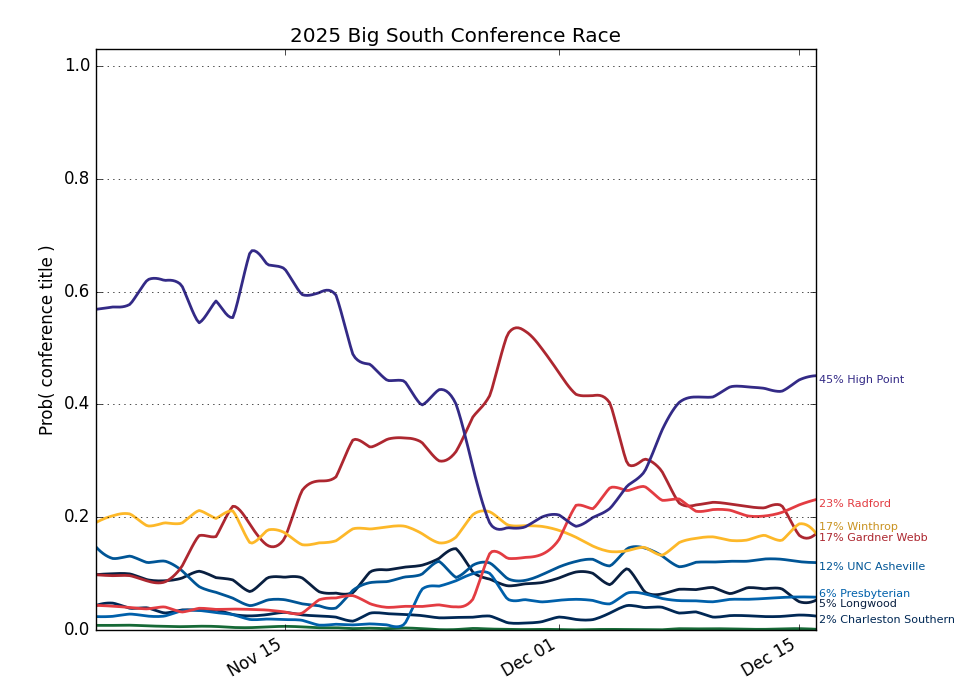 2025 Big South Conference Race
Prob( conference title )
1.0
0.8
0.6
0.4
0.2
0.0
Nov 15
Dec 01
Dec 15
45% High Point
23% Radford
17% Winthrop
17% Gardner Webb
12% UNC Asheville
6% Presbyterian
5% Longwood
2% Charleston Southern